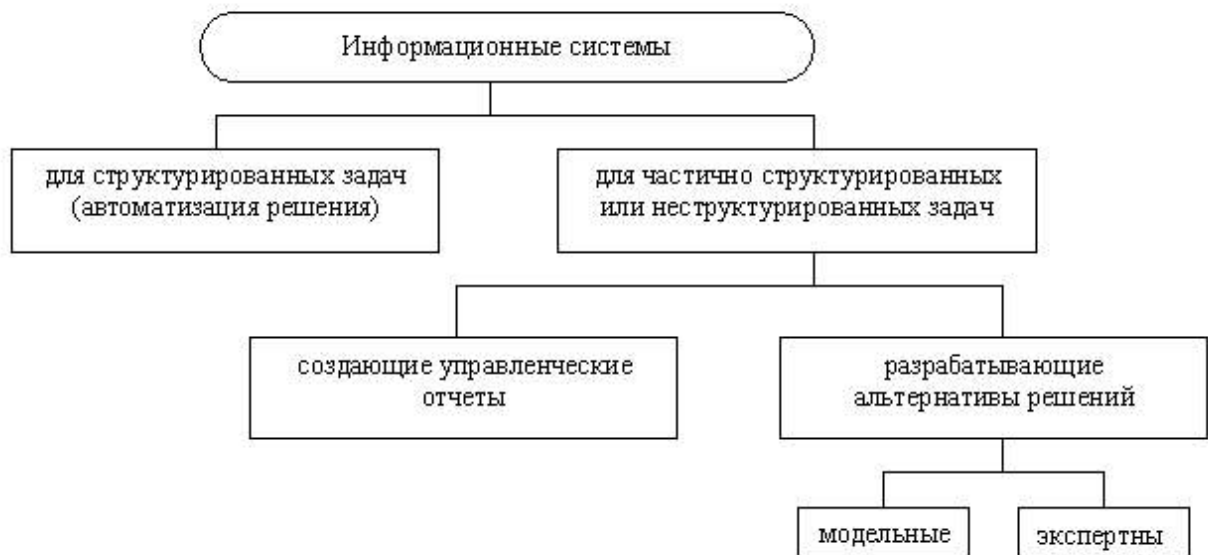 Информационные системы
для структурированных задач
(автоматизация решения)
для частично структурированных
или неструктурированных задач
создающие управленческие
отчеты
разрабатывающие
альтернативы решений
модельные
экспертны